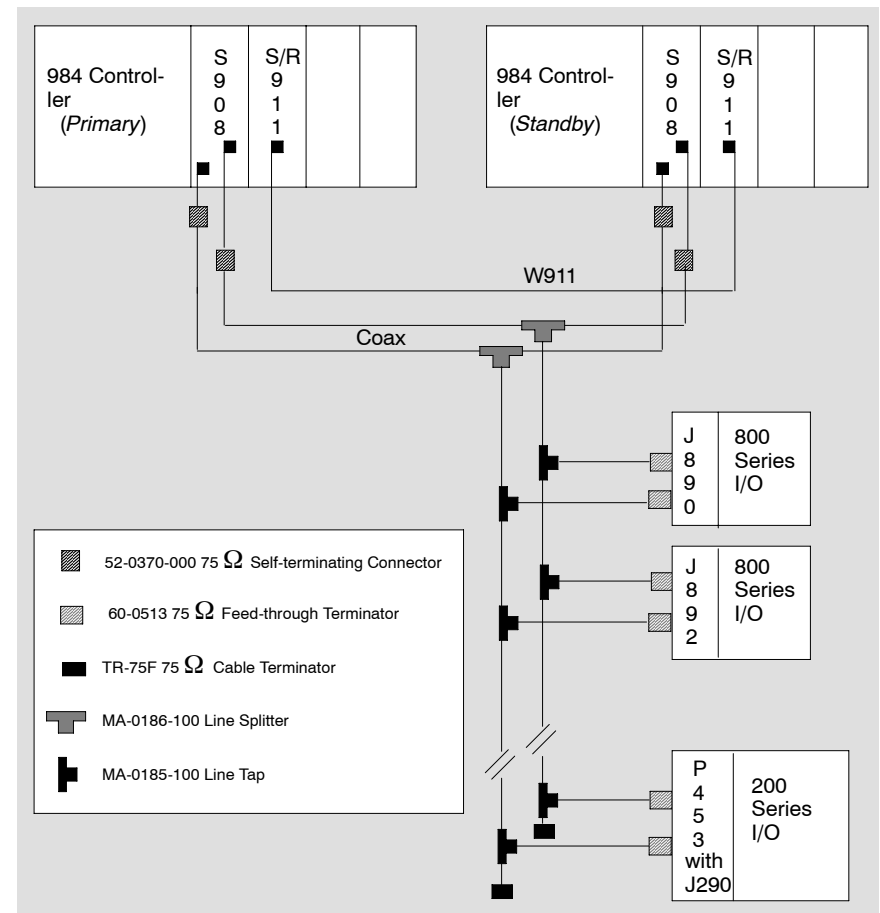 984 Control-
ler
(Primary)
S
9
0
8
S/R
9
1
1
984 Control-
ler
(Standby)
S
9
0
8
S/R
9
1
1
W911
Coax
J
8
9
0
800
Series
I/O
J
8
9
2
800
Series
I/O
P
4
5
3
with
J290
200
Series
I/O
52-0370-000 75 Ω Self-terminating Connector
60-0513 75 Ω Feed-through Terminator
TR-75F 75 Ω Cable Terminator
MA-0186-100 Line Splitter
MA-0185-100 Line Tap